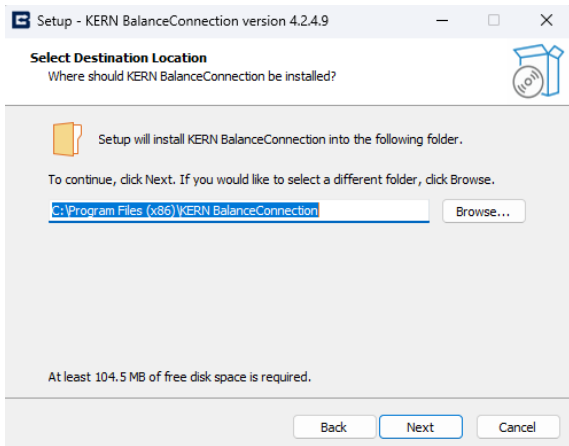 Setup - KERN BalanceConnection version 4.2.4.9
Select Destination Location
Where should KERN BalanceConnection be installed?
Setup will install KERN BalanceConnection into the following folder.
To continue, click Next. If you would like to select a different folder, click Browse.
C:\Program Files (x86)\KERN BalanceConnection
Browse...
At least 104.5 MB of free disk space is required.
Back
Next
Cancel